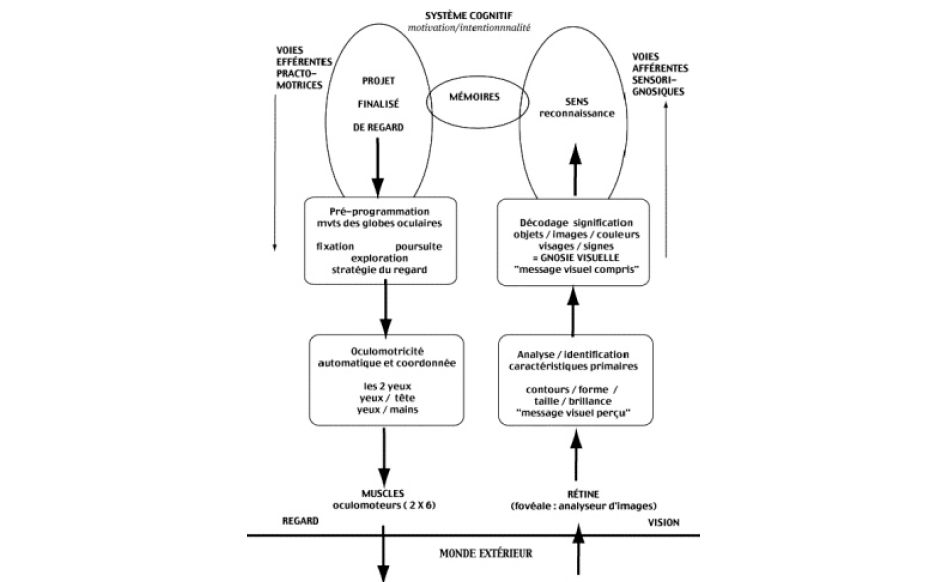 SYSTÈME COGNITIF
motivation/intentionnnalité
VOIES
EFFÉRENTES
PRACTO-
MOTRICES
PROJET
FINALISÉ
DE REGARD
MÉMOIRES
SENS
reconnaissance
VOIES
AFFÉRENTES
SENSORI-
GNOSIQUES
Pré-programmation
mvts des globes oculaires
fixation poursuite
exploration
stratégie du regard
Décodage signification
objets / images / couleurs
visages / signes
= GNOSIE VISUELLE
"message visuel compris"
Oculomotricité
automatique et coordonnée
les 2 yeux
yeux / tête
yeux / mains
Analyse / identification
caractéristiques primaires
contours / forme /
taille / brillance
"message visuel perçu"
MUSCLES
oculomoteurs ( 2 X 6)
RÉTINE
(fovéale : analyseur d'images)
REGARD
VISION
MONDE EXTÉRIEUR